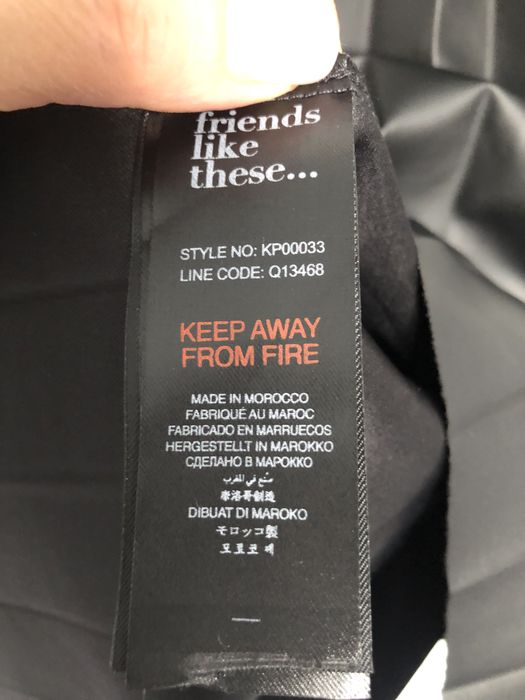 friends
like
these...
STYLE NO: KP00033
LINE CODE: Q13468
KEEP AWAY
FROM FIRE
MADE IN MOROCCO
FABRIQUÉ AU MAROC
FABRICADO EN MARRUECOS
HERGESTELLT IN MAROKKO
СДЕЛАНО В МАРОККО
صنع في المغرب
摩洛哥制造
DIBUAT DI MAROKO
モロッコ製
모로코 제